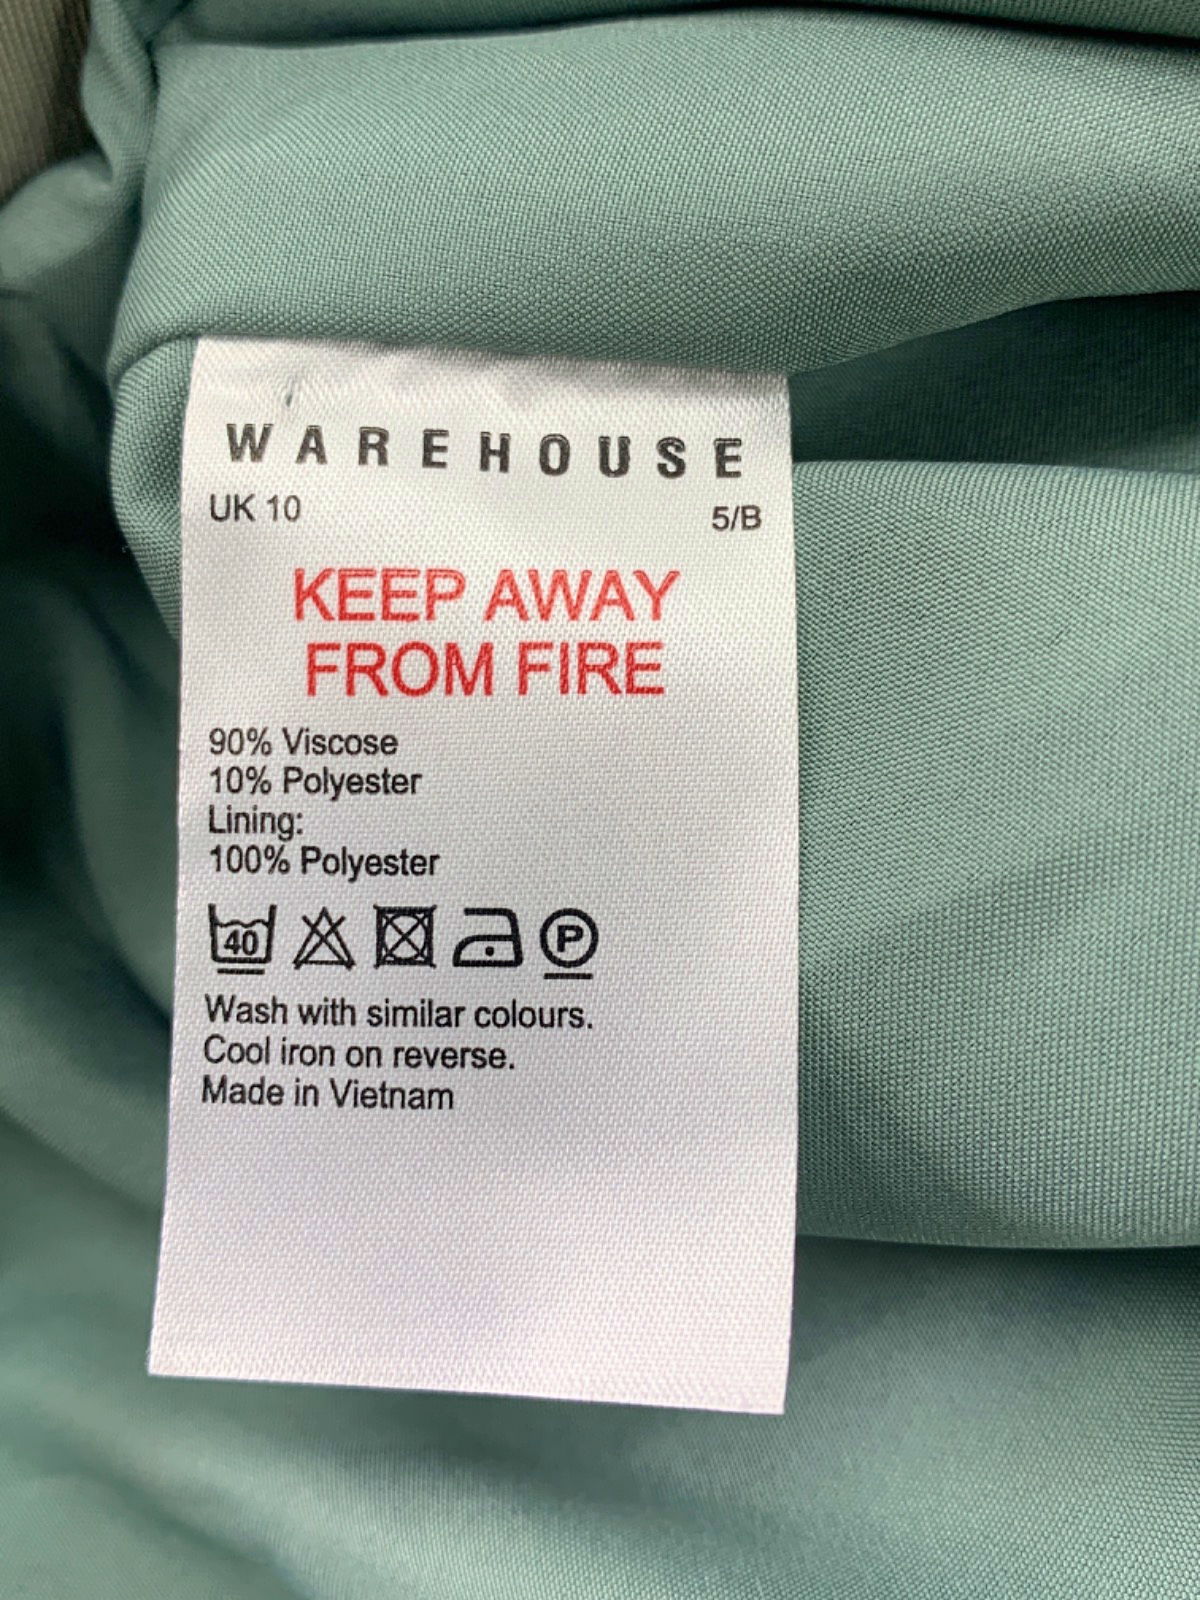 WAREHOUSE
UK 10 5/B
KEEP AWAY
FROM FIRE
90% Viscose
10% Polyester
Lining:
100% Polyester
40 P
Wash with similar colours.
Cool iron on reverse.
Made in Vietnam